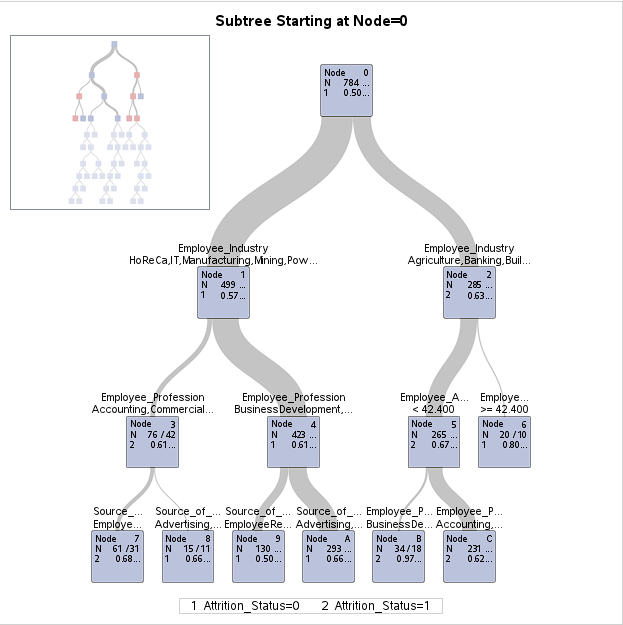 Subtree Starting at Node=0
Node 0
N 784 ...
1 0.50...
Employee_Industry
HoReCa,IT,Manufacturing,Mining,Pow...
Employee_Industry
Agriculture,Banking,Buil...
Node 1
N 499 ...
1 0.57...
Node 2
N 285 ...
2 0.63...
Employee_Profession
Accounting,Commercial...
Employee_Profession
BusinessDevelopment,...
Employee_A...
< 42.400
Employe...
>= 42.400
Node 3
N 76 / 42
2 0.61...
Node 4
N 423 ...
1 0.61...
Node 5
N 265 ...
2 0.67...
Node 6
N 20 / 10
1 0.80...
Source_...
Employe...
Source_of_...
Advertising,...
Source_of_...
EmployeeRe...
Source_of_...
Advertising,...
Employee_P...
BusinessDe...
Employee_P...
Accounting,...
Node 7
N 61 / 31
2 0.68...
Node 8
N 15 / 11
1 0.66...
Node 9
N 130 ...
1 0.50...
Node A
N 293 ...
1 0.66...
Node B
N 34 / 18
2 0.97...
Node C
N 231 ...
2 0.62...
1 Attrition_Status=0 2 Attrition_Status=1